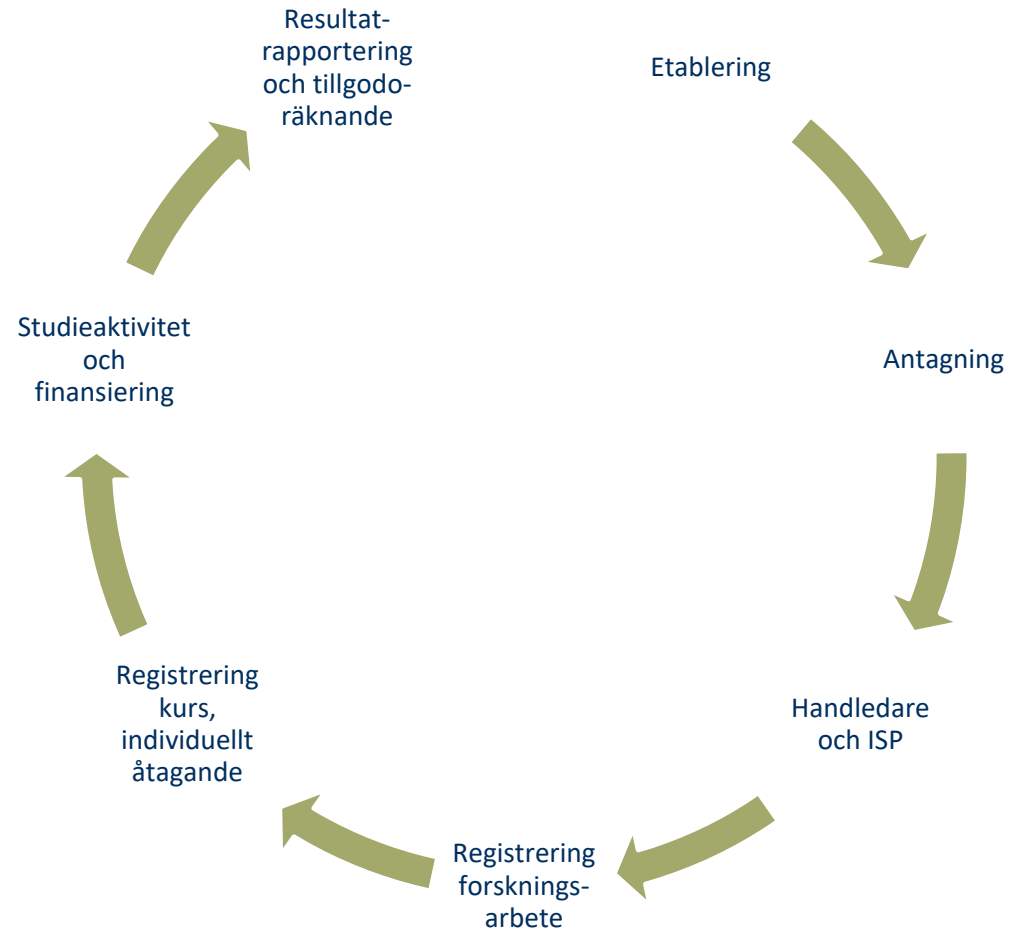 Etablering
Antagning
Handledare
och ISP
Registrering
forsknings-
arbete
Registrering
kurs,
individuellt
åtagande
Studieaktivitet
och
finansiering
Resultat-
rapportering
och tillgodo-
räknande